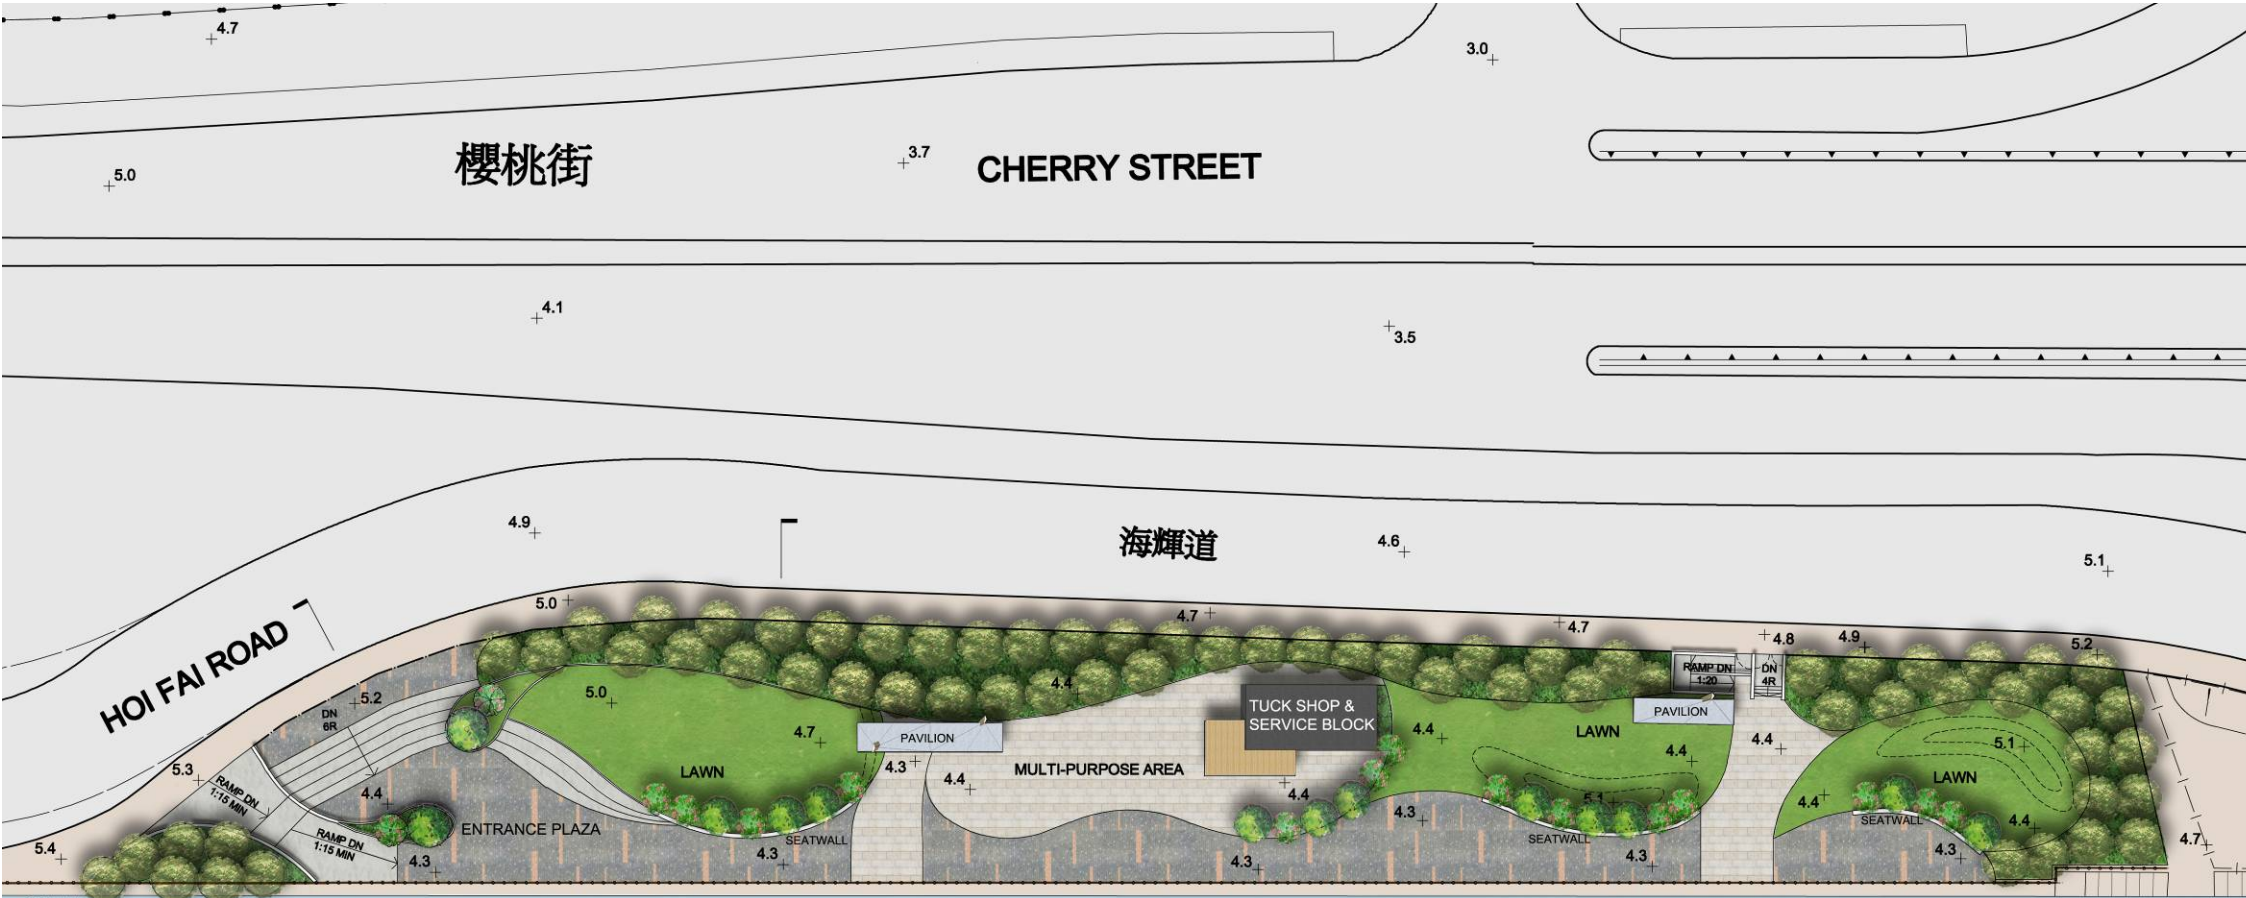 4.7
3.0
櫻桃街
3.7
CHERRY STREET
5.0
4.1
3.5
4.9
海輝道
4.6
5.1
HOI FAI ROAD
5.0
4.7
4.7
4.8
4.9
5.2
5.2
DN
6R
5.0
4.4
RAMP DN
1:20
DN
4R
TUCK SHOP &
SERVICE BLOCK
PAVILION
4.7
PAVILION
4.4
LAWN
4.4
4.4
5.1
5.3
RAMP DN
1:15 MIN
LAWN
4.3
4.4
MULTI-PURPOSE AREA
4.4
LAWN
4.4
4.3
5.1
4.4
4.4
SEATWALL
ENTRANCE PLAZA
RAMP DN
1:15 MIN
SEATWALL
SEATWALL
5.4
4.3
4.3
4.3
4.3
4.3
4.7